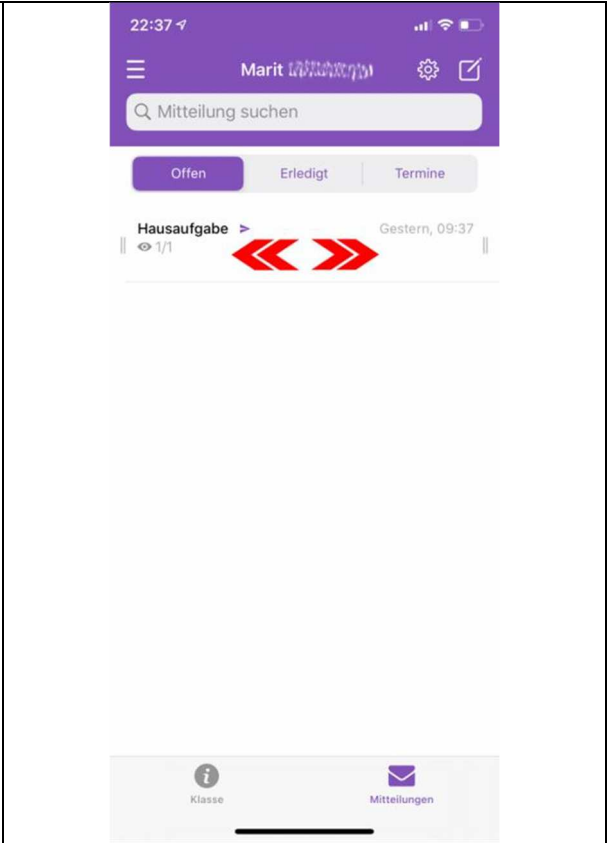 22:37
Marit
Mitteilung suchen
Offen
Erledigt
Termine
Hausaufgabe
Gestern, 09:37
1/1
Klasse
Mitteilungen